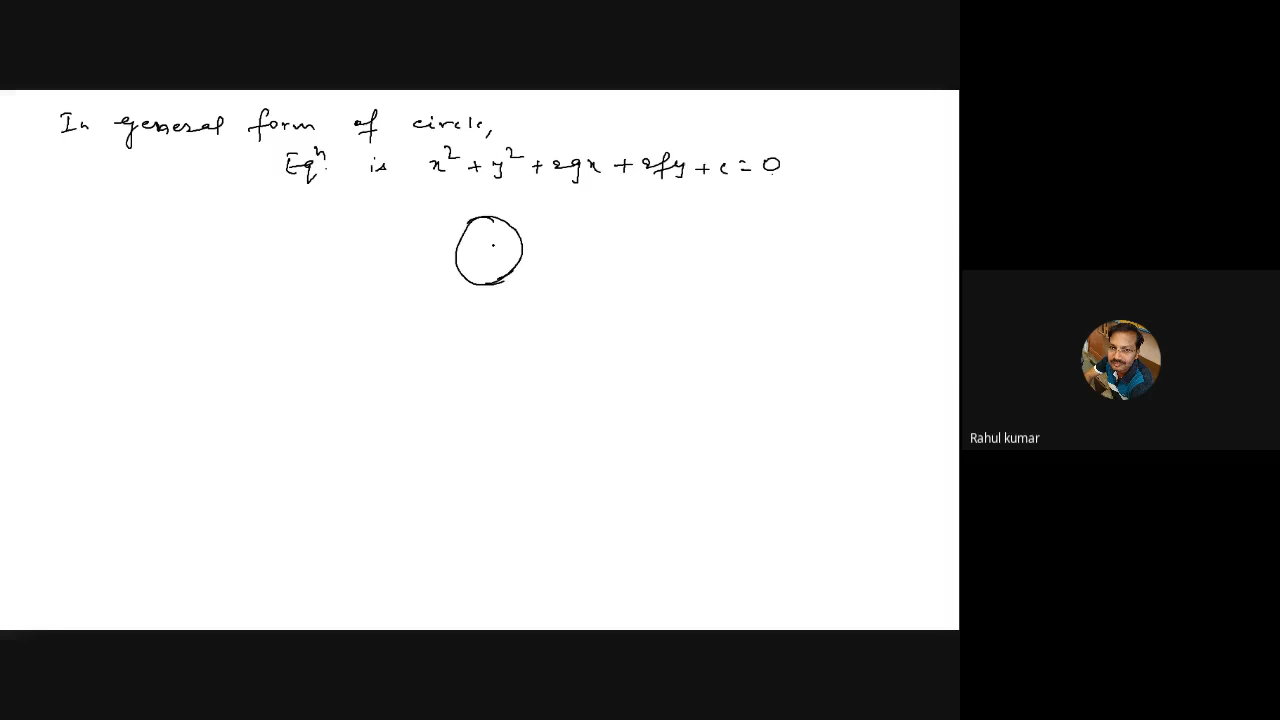 In general form of circle,
Eqⁿ. is x² + y² + 2gx + 2fy + c = 0
Rahul kumar